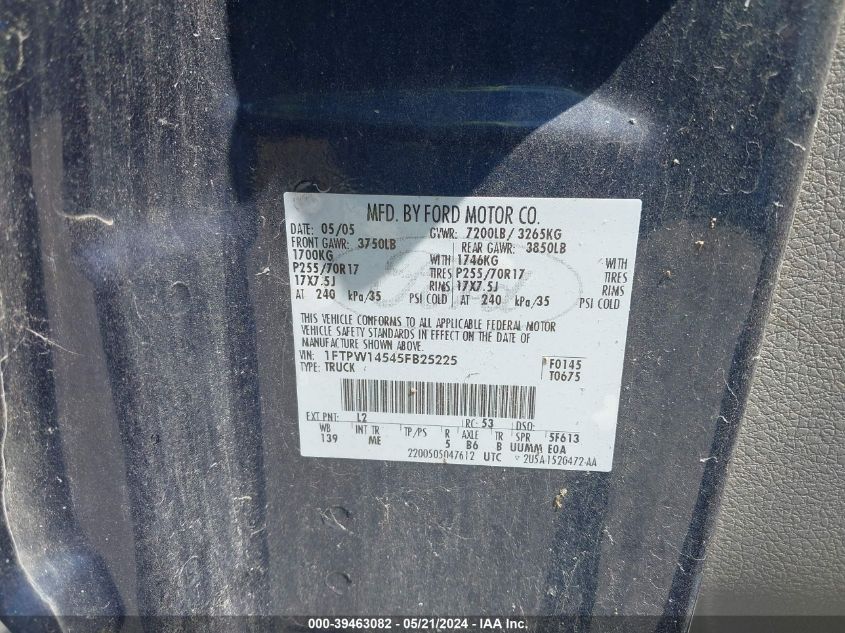 MFD. BY FORD MOTOR CO.
DATE: 05/05 GVWR: 7200LB/ 3265KG
FRONT GAWR: 3750LB REAR GAWR: 3850LB
1700KG WITH 1746KG WITH
P255/70R17 TIRES P255/70R17 TIRES
17X7.5J RIMS 17X7.5J RIMS
AT 240 kPa/35 PSI COLD AT 240 kPa/35 PSI COLD
THIS VEHICLE CONFORMS TO ALL APPLICABLE FEDERAL MOTOR
VEHICLE SAFETY STANDARDS IN EFFECT ON THE DATE OF
MANUFACTURE SHOWN ABOVE.
VIN: 1FTPW14545FB25225 F0145
TYPE: TRUCK T0675
EXT PNT: L2 RC: 53 DSO:
WB INT TR TP/PS R AXLE TR SPR 5F613
139 ME 5 B6 B UUMM E0A
2200505047612 UTC 2U5A1520472-AA
000-39463082 - 05/21/2024 - IAA Inc.